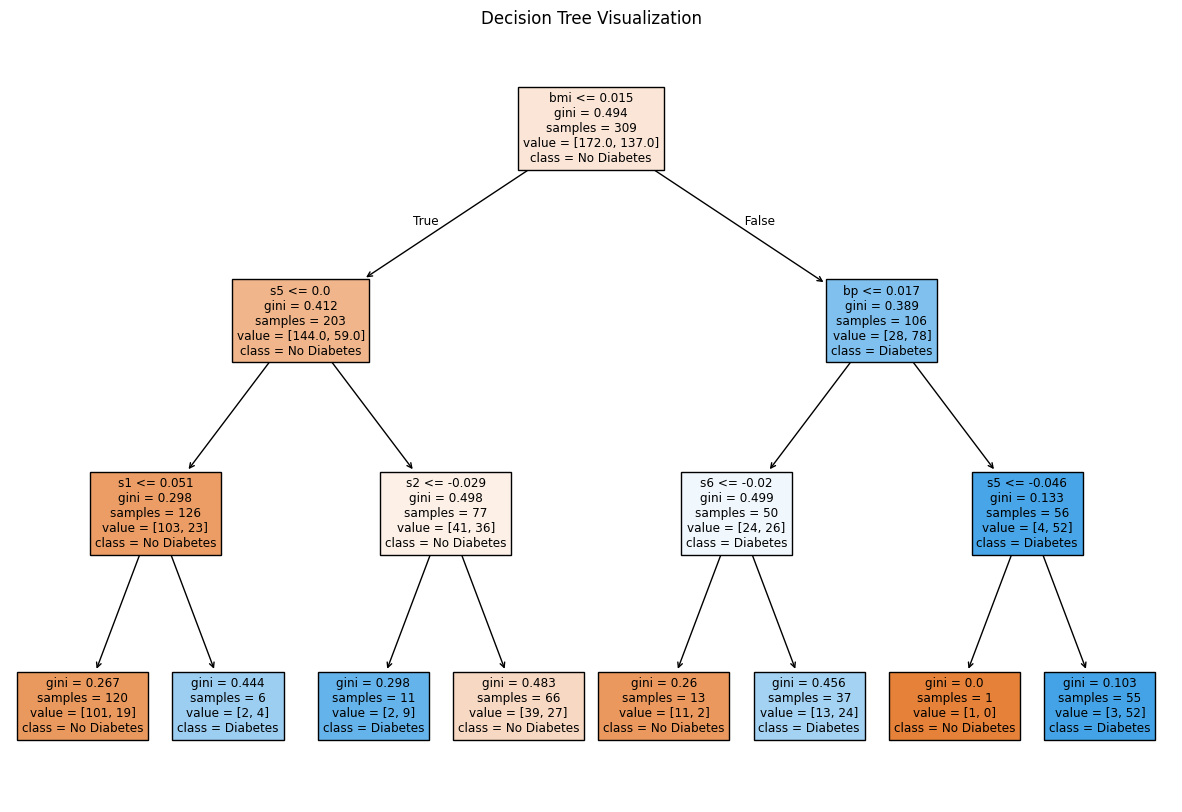 Decision Tree Visualization
bmi <= 0.015
gini = 0.494
samples = 309
value = [172.0, 137.0]
class = No Diabetes
True
False
s5 <= 0.0
gini = 0.412
samples = 203
value = [144.0, 59.0]
class = No Diabetes
bp <= 0.017
gini = 0.389
samples = 106
value = [28, 78]
class = Diabetes
s1 <= 0.051
gini = 0.298
samples = 126
value = [103, 23]
class = No Diabetes
s2 <= -0.029
gini = 0.498
samples = 77
value = [41, 36]
class = No Diabetes
s6 <= -0.02
gini = 0.499
samples = 50
value = [24, 26]
class = Diabetes
s5 <= -0.046
gini = 0.133
samples = 56
value = [4, 52]
class = Diabetes
gini = 0.267
samples = 120
value = [101, 19]
class = No Diabetes
gini = 0.444
samples = 6
value = [2, 4]
class = Diabetes
gini = 0.298
samples = 11
value = [2, 9]
class = Diabetes
gini = 0.483
samples = 66
value = [39, 27]
class = No Diabetes
gini = 0.26
samples = 13
value = [11, 2]
class = No Diabetes
gini = 0.456
samples = 37
value = [13, 24]
class = Diabetes
gini = 0.0
samples = 1
value = [1, 0]
class = No Diabetes
gini = 0.103
samples = 55
value = [3, 52]
class = Diabetes